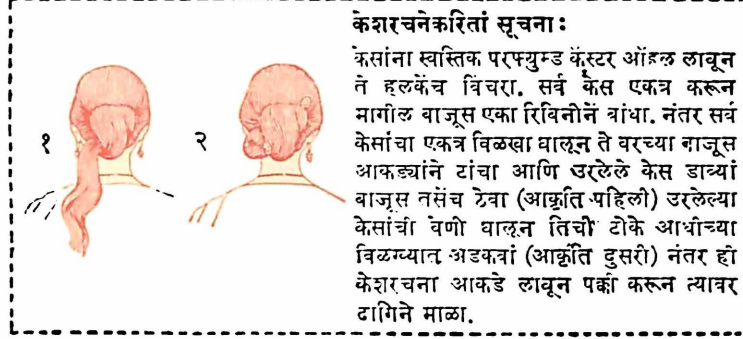 केशरचनेकरितां सूचना :
केसांना स्वस्तिक परफ्युम्ड कॅस्टर ऑइल लावून
ते हलकेंच विंचरा. सर्व केस एकत्र करून
मागील बाजूस एका रिबिनीनें बांधा. नंतर सर्व
केसांचा एकत्र विळखा घालून ते वरच्या बाजूस
आकड्यांने टांचा आणि उरलेले केस डाव्यां
बाजूस तसेंच ठेवा (आकृति पहिली) उरलेल्या
केसांची वेणी घालून तिचीं टोके आधीच्या
विळख्यात अडकवां (आकृति दुसरी) नंतर ही
केशरचना आकडे लावून पक्की करून त्यावर
दागिने माळा.
१
२